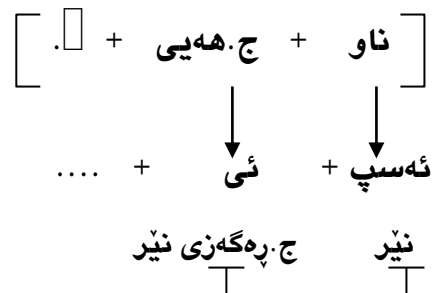 [ ناو + ج.هەیی + .▯ ]
ئەسپ + ئی + ....
نێر ج.ڕەگەزی نێر